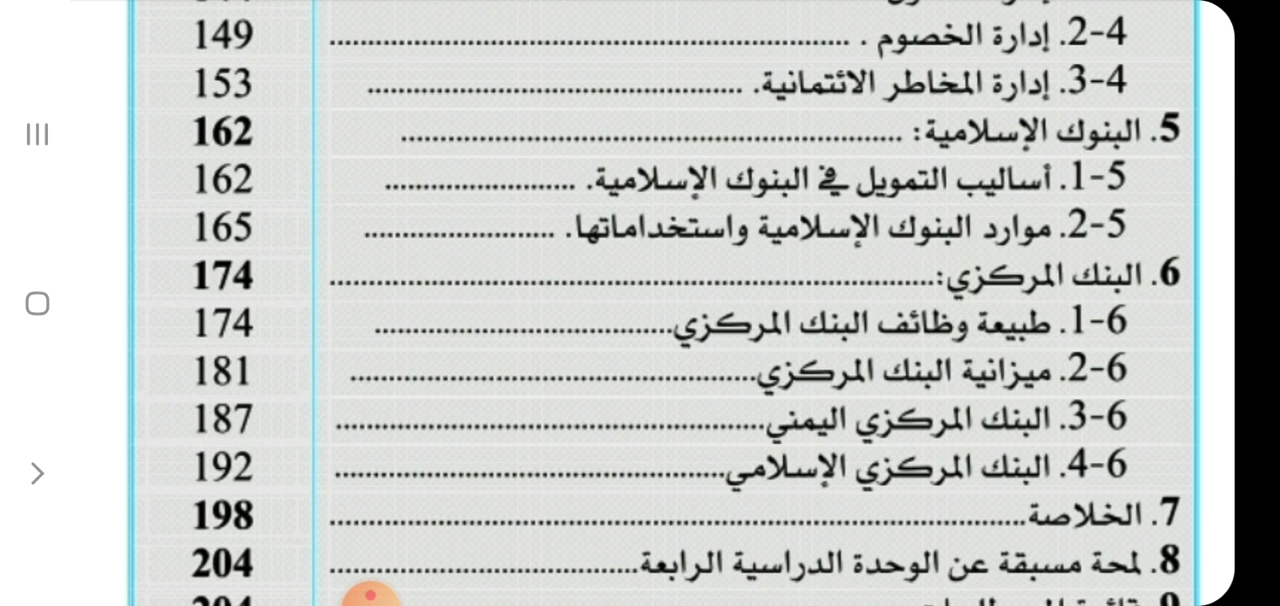 2-4. إدارة الخصوم . ........................ 149
3-4. إدارة المخاطر الائتمانية. ........................ 153
5. البنوك الإسلامية: ........................ 162
1-5. أساليب التمويل في البنوك الإسلامية. ........................ 162
2-5. موارد البنوك الإسلامية واستخداماتها. ........................ 165
6. البنك المركزي:........................ 174
1-6. طبيعة وظائف البنك المركزي........................ 174
2-6. ميزانية البنك المركزي........................ 181
3-6. البنك المركزي اليمني........................ 187
4-6. البنك المركزي الإسلامي........................ 192
7. الخلاصة........................ 198
8. لمحة مسبقة عن الوحدة الدراسية الرابعة........................ 204